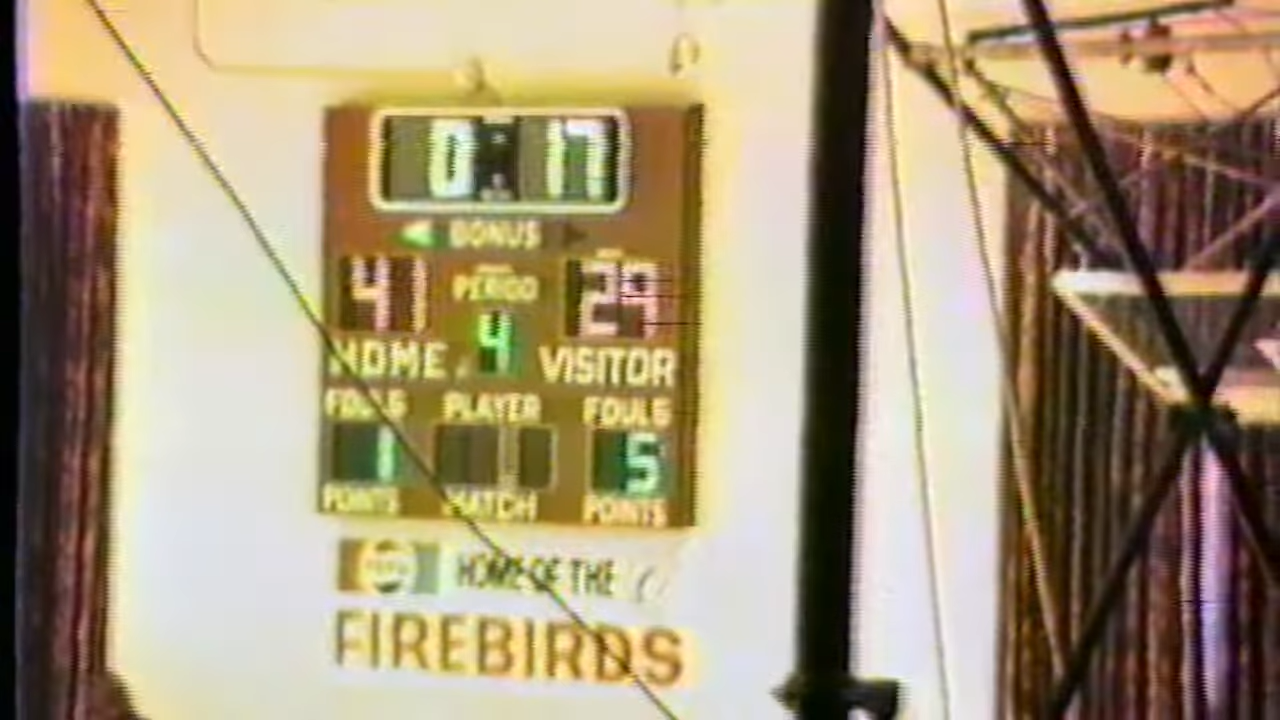 0:17
BONUS
41 PERIOD 29
4
HOME VISITOR
FOULS PLAYER FOULS
1 5
POINTS MATCH POINTS
HOME OF THE
FIREBIRDS